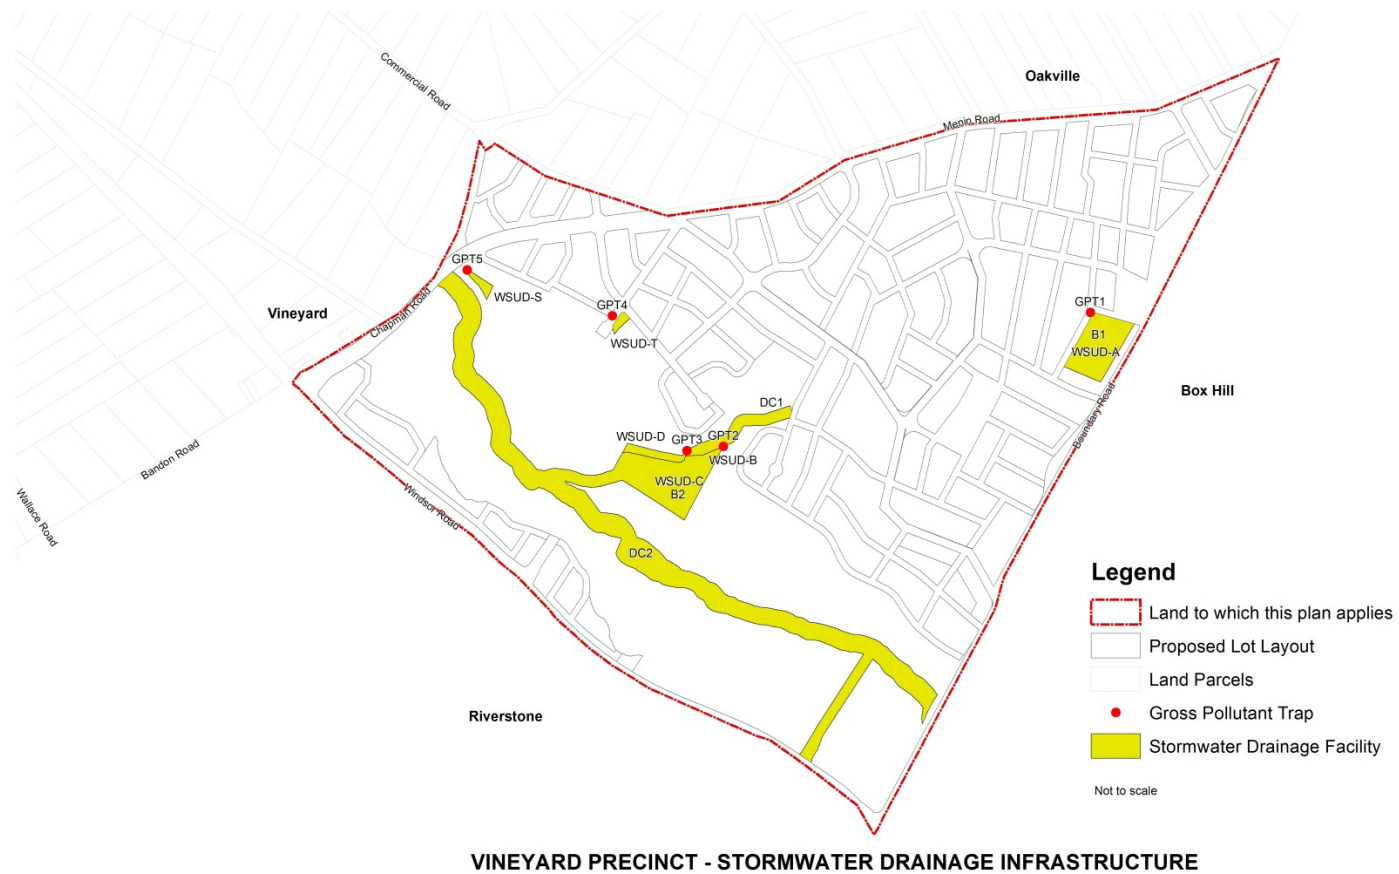 Oakville
Commercial Road
Menin Road
GPT5
WSUD-S
Vineyard
Chapman Road
GPT4
WSUD-T
GPT1
B1
WSUD-A
Box Hill
Boundary Road
DC1
WSUD-D
GPT3
GPT2
WSUD-B
WSUD-C
B2
Bandon Road
Wallace Road
Windsor Road
DC2
Riverstone
Legend
Land to which this plan applies
Proposed Lot Layout
Land Parcels
Gross Pollutant Trap
Stormwater Drainage Facility
Not to scale
VINEYARD PRECINCT - STORMWATER DRAINAGE INFRASTRUCTURE